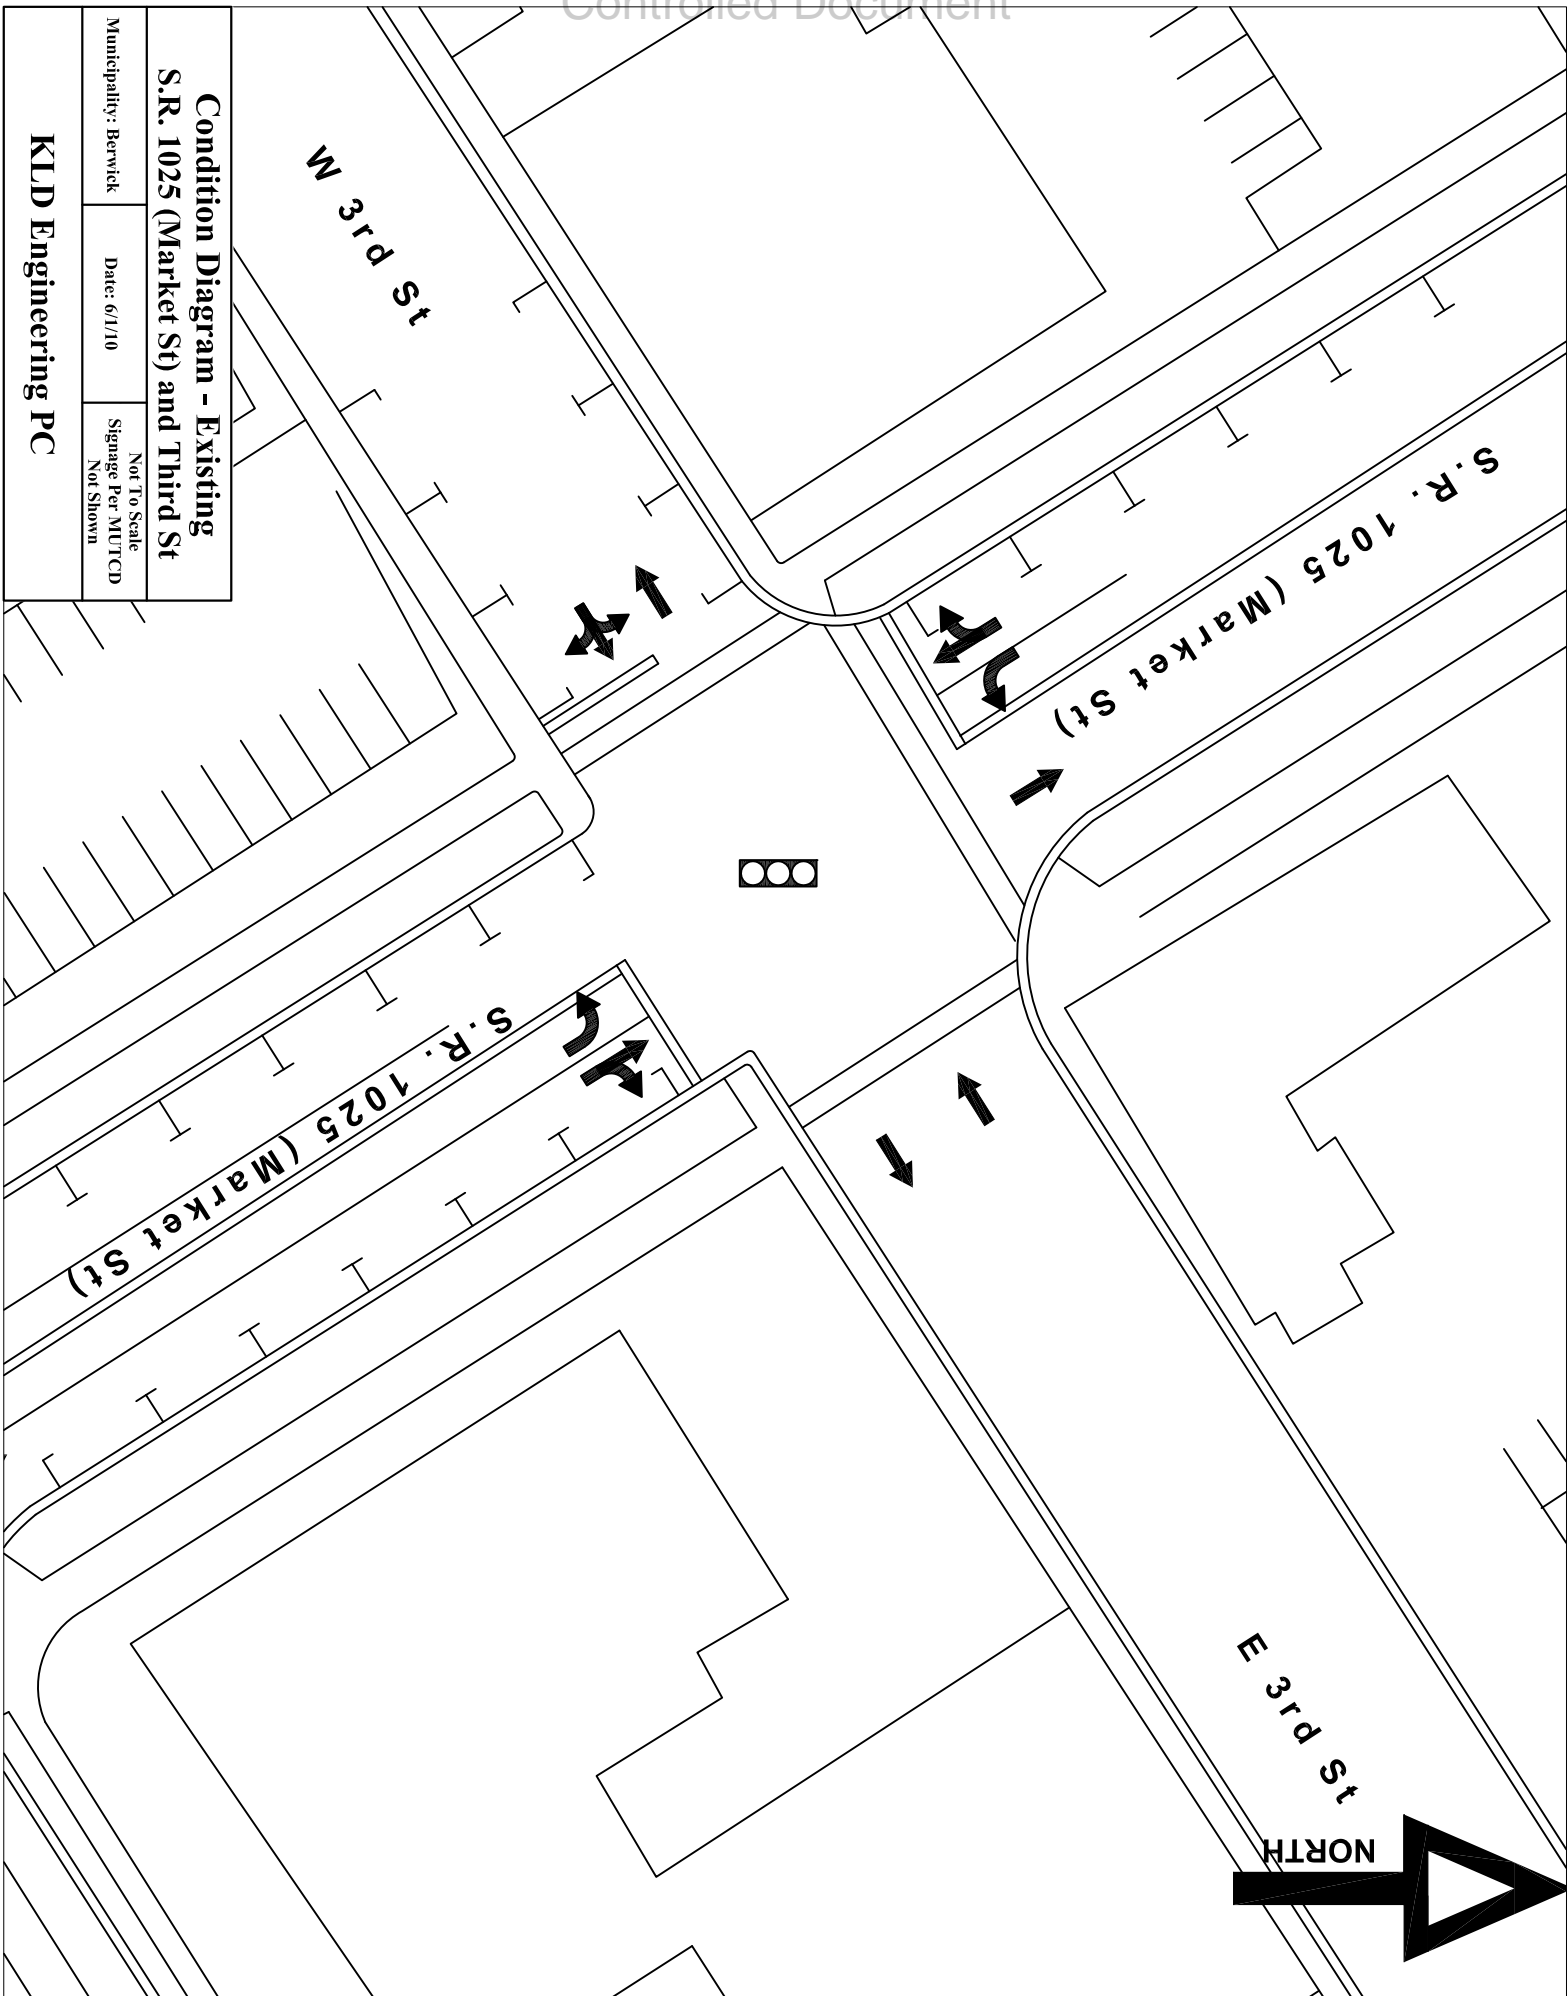 Controlled Document
W 3rd St
S.R. 1025 (Market St)
S.R. 1025 (Market St)
E 3rd St
NORTH
Condition Diagram - Existing
S.R. 1025 (Market St) and Third St
Municipality: Berwick
Date: 6/1/10
Not To Scale
Signage Per MUTCD
Not Shown
KLD Engineering PC